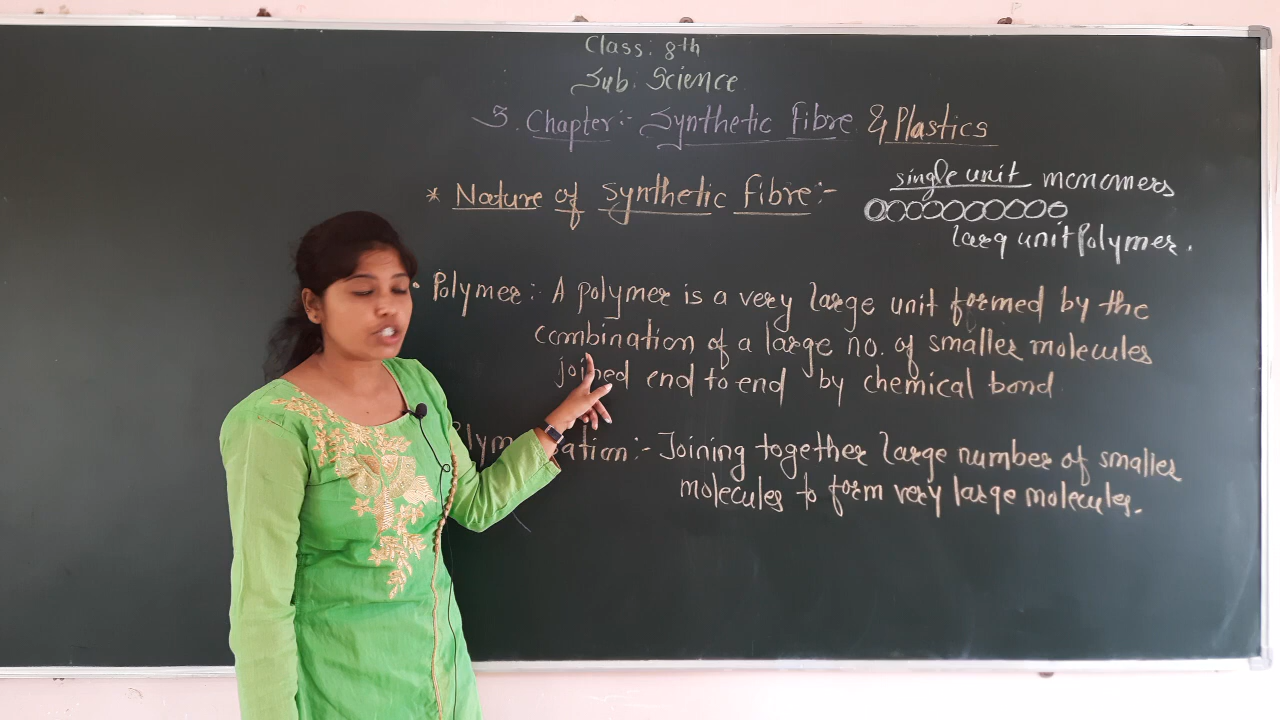 Class: 8th
Sub: Science
3. Chapter:- Synthetic Fibre & Plastics
* Nature of Synthetic Fibre:-
single unit monomers
larg unit Polymer.
• Polymer:- A polymer is a very large unit formed by the
combination of a large no. of smaller molecules
joined end to end by chemical bond
:- Joining together large number of smaller
molecules to form very large molecules.